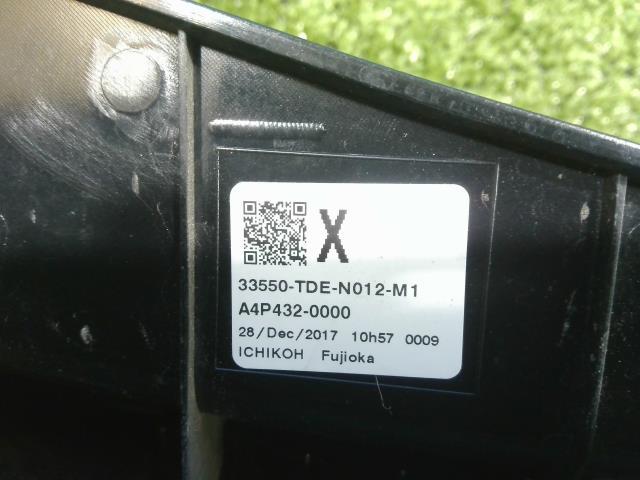 X
33550-TDE-N012-M1
A4P432-0000
28/Dec/2017 10h57 0009
ICHIKOH Fujioka